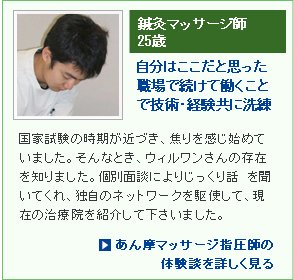 鍼灸マッサージ師
25歳
自分はここだと思った
職場で続けて働くこと
で技術・経験共に洗練
国家試験の時期が近づき、焦りを感じ始めて
いました。そんなとき、ウィルワンさんの存在
を知りました。個別面談によりじっくり話　を聞
いてくれ、独自のネットワークを駆使して、現
在の治療院を紹介して下さいました。
あん摩マッサージ指圧師の
体験談を詳しく見る